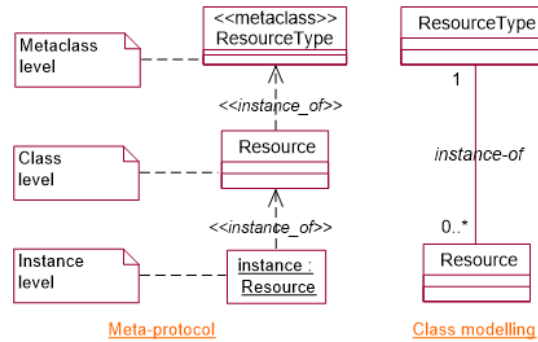 <<metaclass>>
ResourceType
Metaclass
level
<<instance_of>>
Resource
Class
level
<<instance_of>>
instance :
Resource
Instance
level
Meta-protocol
ResourceType
1
instance-of
0..*
Resource
Class modelling